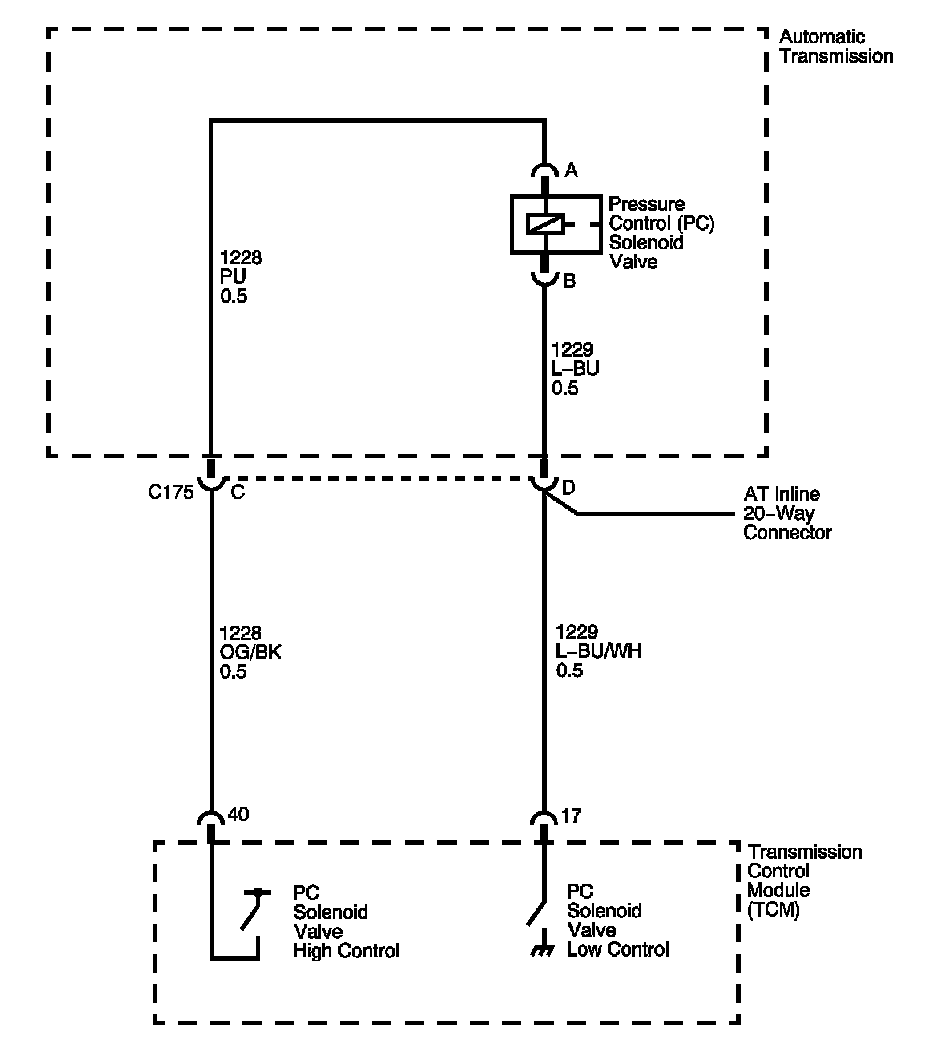 Automatic
Transmission
A
Pressure
Control (PC)
Solenoid
Valve
B
1228
PU
0.5
1229
L-BU
0.5
C175
C
D
AT Inline
20-Way
Connector
1228
OG/BK
0.5
1229
L-BU/WH
0.5
40
17
Transmission
Control
Module
(TCM)
PC
Solenoid
Valve
High Control
PC
Solenoid
Valve
Low Control